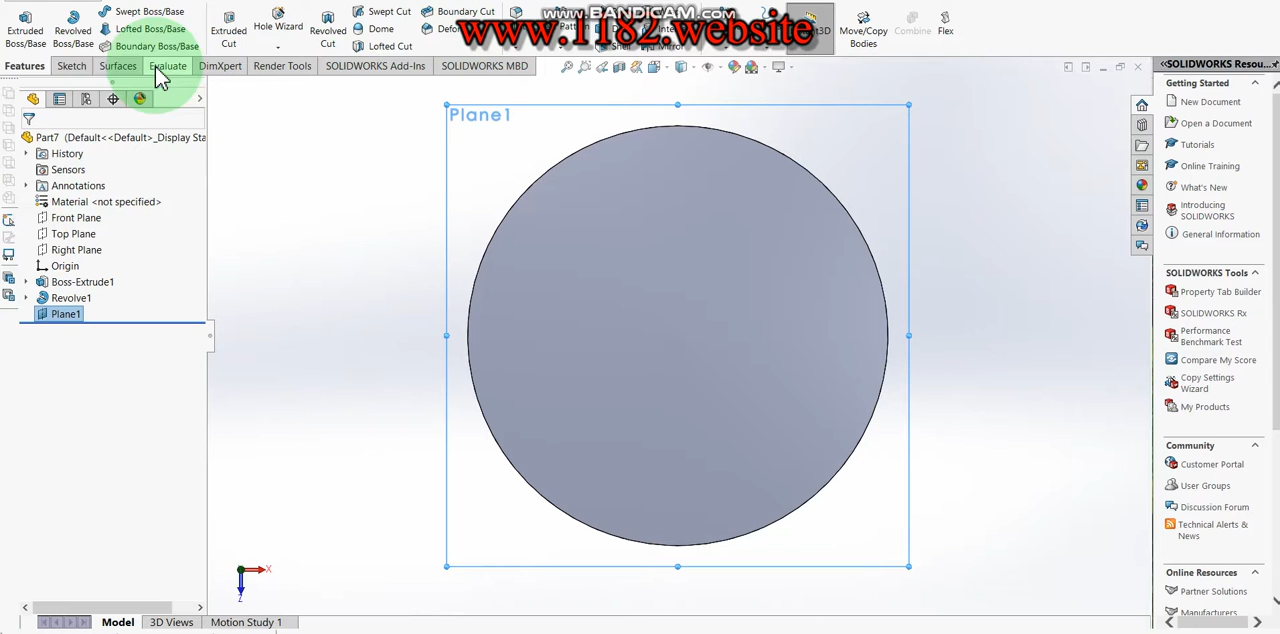 www.BANDICAM.com
www.1182.website
Extruded Boss/Base
Revolved Boss/Base
Swept Boss/Base
Lofted Boss/Base
Boundary Boss/Base
Extruded Cut
Hole Wizard
Revolved Cut
Swept Cut
Dome
Lofted Cut
Boundary Cut
Move/Copy Bodies
Combine
Flex
Features
Sketch
Surfaces
Evaluate
DimXpert
Render Tools
SOLIDWORKS Add-Ins
SOLIDWORKS MBD
Part7 (Default<<Default>_Display Sta
History
Sensors
Annotations
Material <not specified>
Front Plane
Top Plane
Right Plane
Origin
Boss-Extrude1
Revolve1
Plane1
Plane1
X
Z
Model
3D Views
Motion Study 1
SOLIDWORKS Resou...
Getting Started
New Document
Open a Document
Tutorials
Online Training
What's New
Introducing
SOLIDWORKS
General Information
SOLIDWORKS Tools
Property Tab Builder
SOLIDWORKS Rx
Performance
Benchmark Test
Compare My Score
Copy Settings
Wizard
My Products
Community
Customer Portal
User Groups
Discussion Forum
Technical Alerts &
News
Online Resources
Partner Solutions
Manufacturers